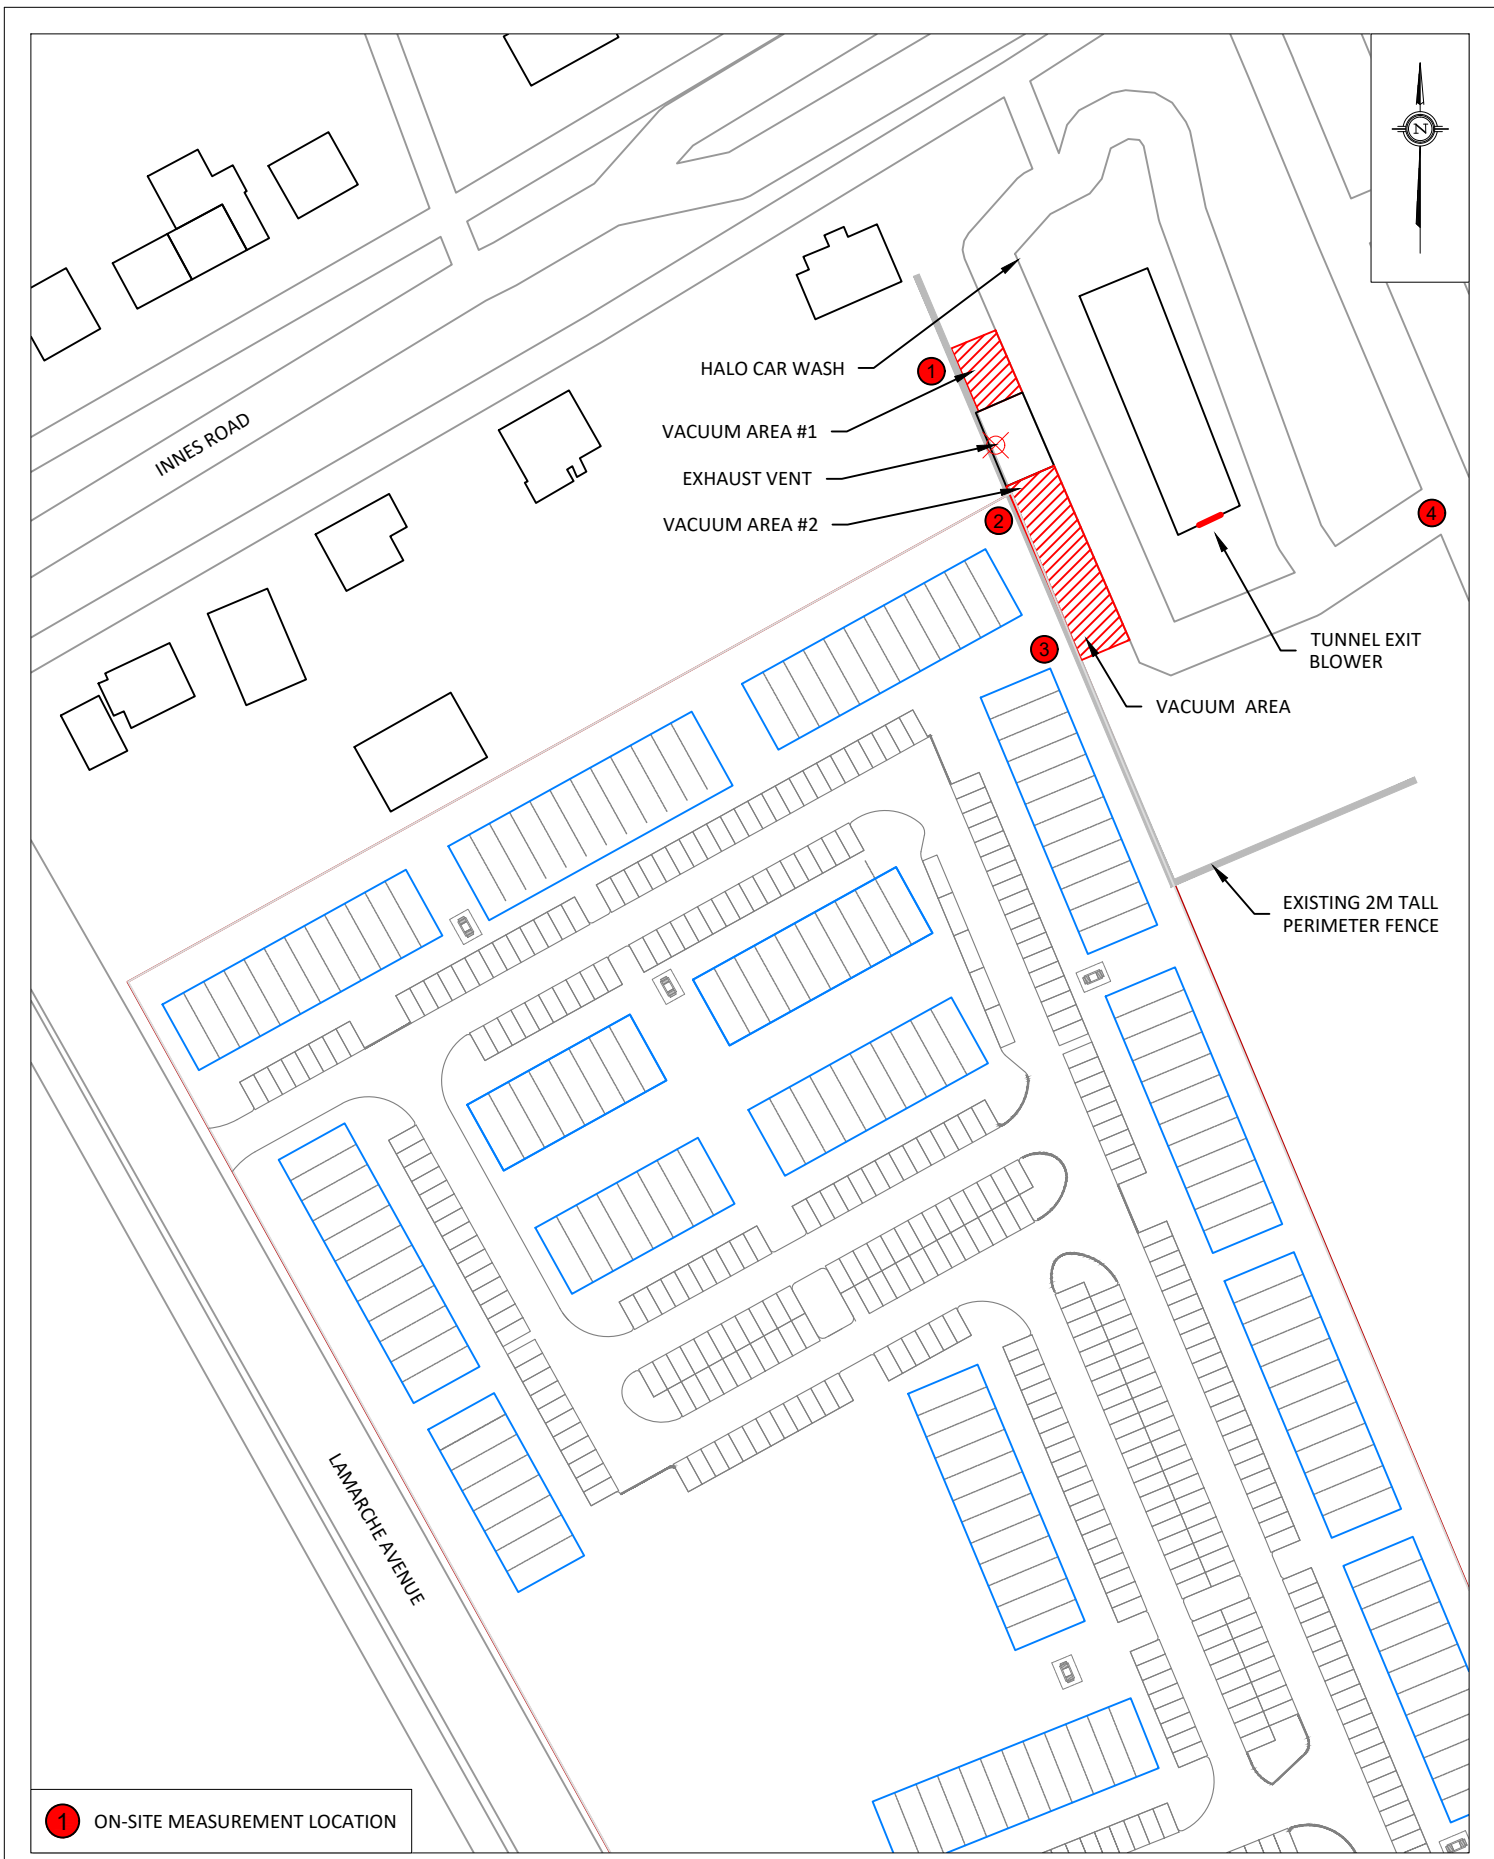 N
HALO CAR WASH
1
VACUUM AREA #1
INNES ROAD
EXHAUST VENT
VACUUM AREA #2
2
4
3
TUNNEL EXIT
BLOWER
VACUUM AREA
EXISTING 2M TALL
PERIMETER FENCE
LAMARCHE AVENUE
1 ON-SITE MEASUREMENT LOCATION